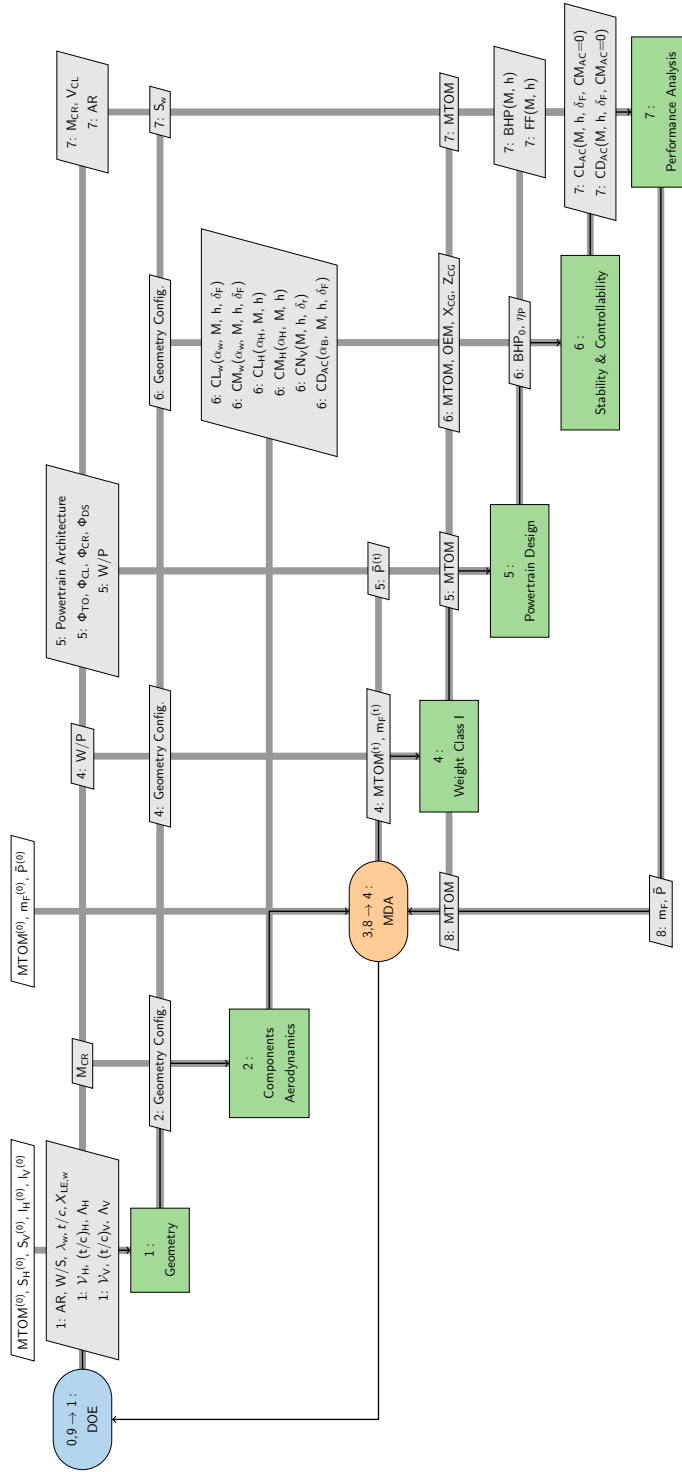 MTOM(0), SH(0), SV(0), lH(0), lV(0)
MTOM(0), mF(0), P̄(0)
0,9 → 1 :
DOE
1: AR, W/S, λw, t/c, XLE,w
1: 𝒱H, (t/c)H, ΛH
1: 𝒱V, (t/c)V, ΛV
MCR
4: W/P
5: Powertrain Architecture
5: ΦTO, ΦCL, ΦCR, ΦDS
5: W/P
7: MCR, VCL
7: AR
1 :
Geometry
2: Geometry Config.
4: Geometry Config.
6: Geometry Config.
7: Sw
2 :
Components
Aerodynamics
6: CLw(αw, M, h, δF)
6: CMw(αw, M, h, δF)
6: CLH(αH, M, h)
6: CMH(αH, M, h)
6: CNV(M, h, δr)
6: CDAC(αB, M, h, δF)
3,8 → 4 :
MDA
4: MTOM(t), mF(t)
5: P̄(t)
8: MTOM
4 :
Weight Class I
5: MTOM
6: MTOM, OEM, XCG, ZCG
7: MTOM
5 :
Powertrain Design
6: BHP0, ηP
7: BHP(M, h)
7: FF(M, h)
6 :
Stability & Controllability
7: CLAC(M, h, δF, CMAC=0)
7: CDAC(M, h, δF, CMAC=0)
8: mF, P̄
7 :
Performance Analysis